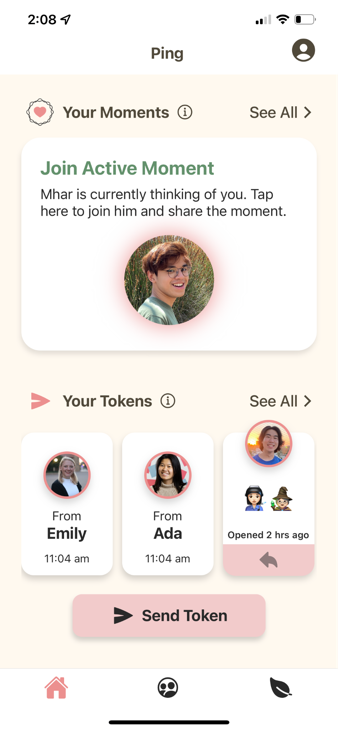 2:08
Ping
Your Moments
See All
Join Active Moment
Mhar is currently thinking of you. Tap
here to join him and share the moment.
Your Tokens
See All
From
Emily
11:04 am
From
Ada
11:04 am
Opened 2 hrs ago
Send Token